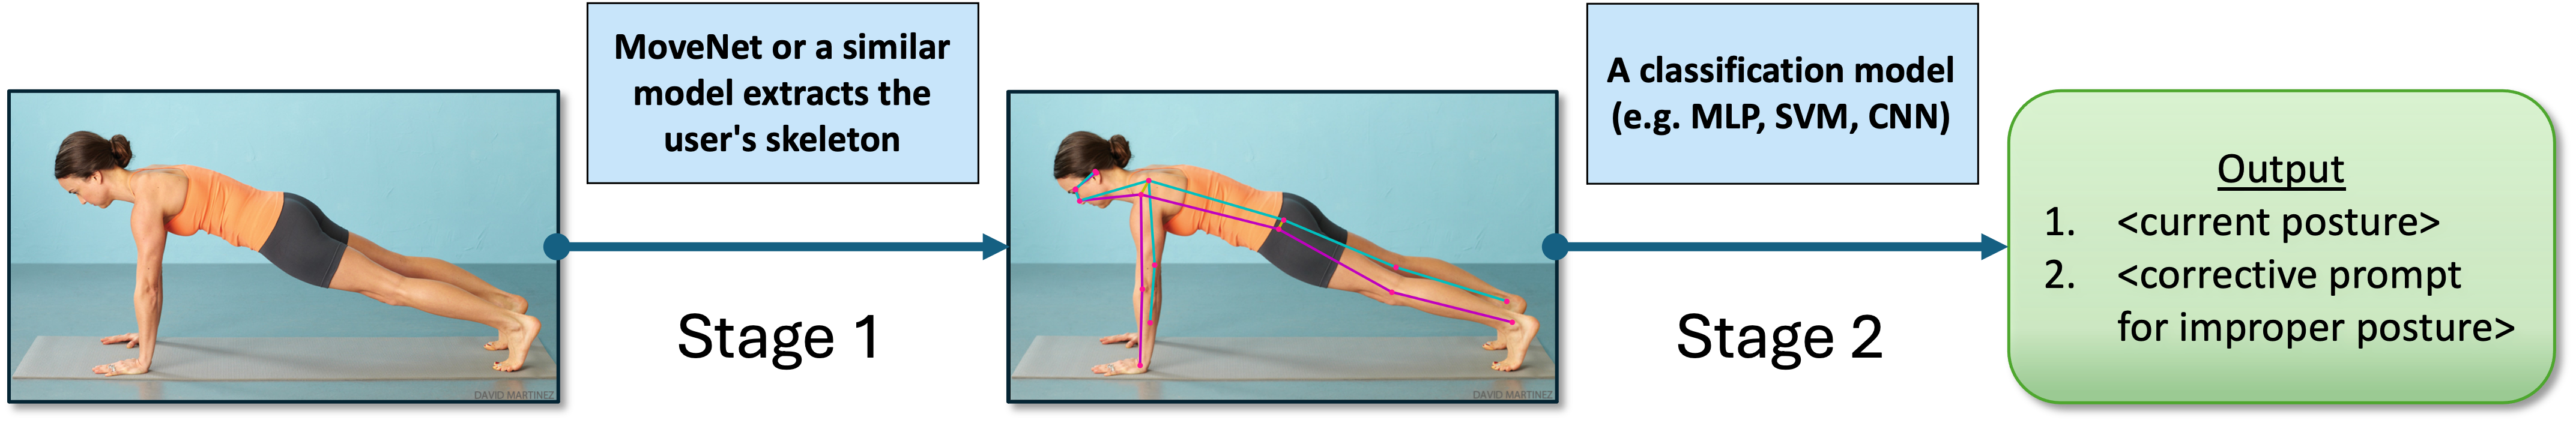 MoveNet or a similar
model extracts the
user's skeleton
Stage 1
DAVID MARTINEZ
A classification model
(e.g. MLP, SVM, CNN)
Stage 2
DAVID MARTINEZ
Output
1. <current posture>
2. <corrective prompt
for improper posture>